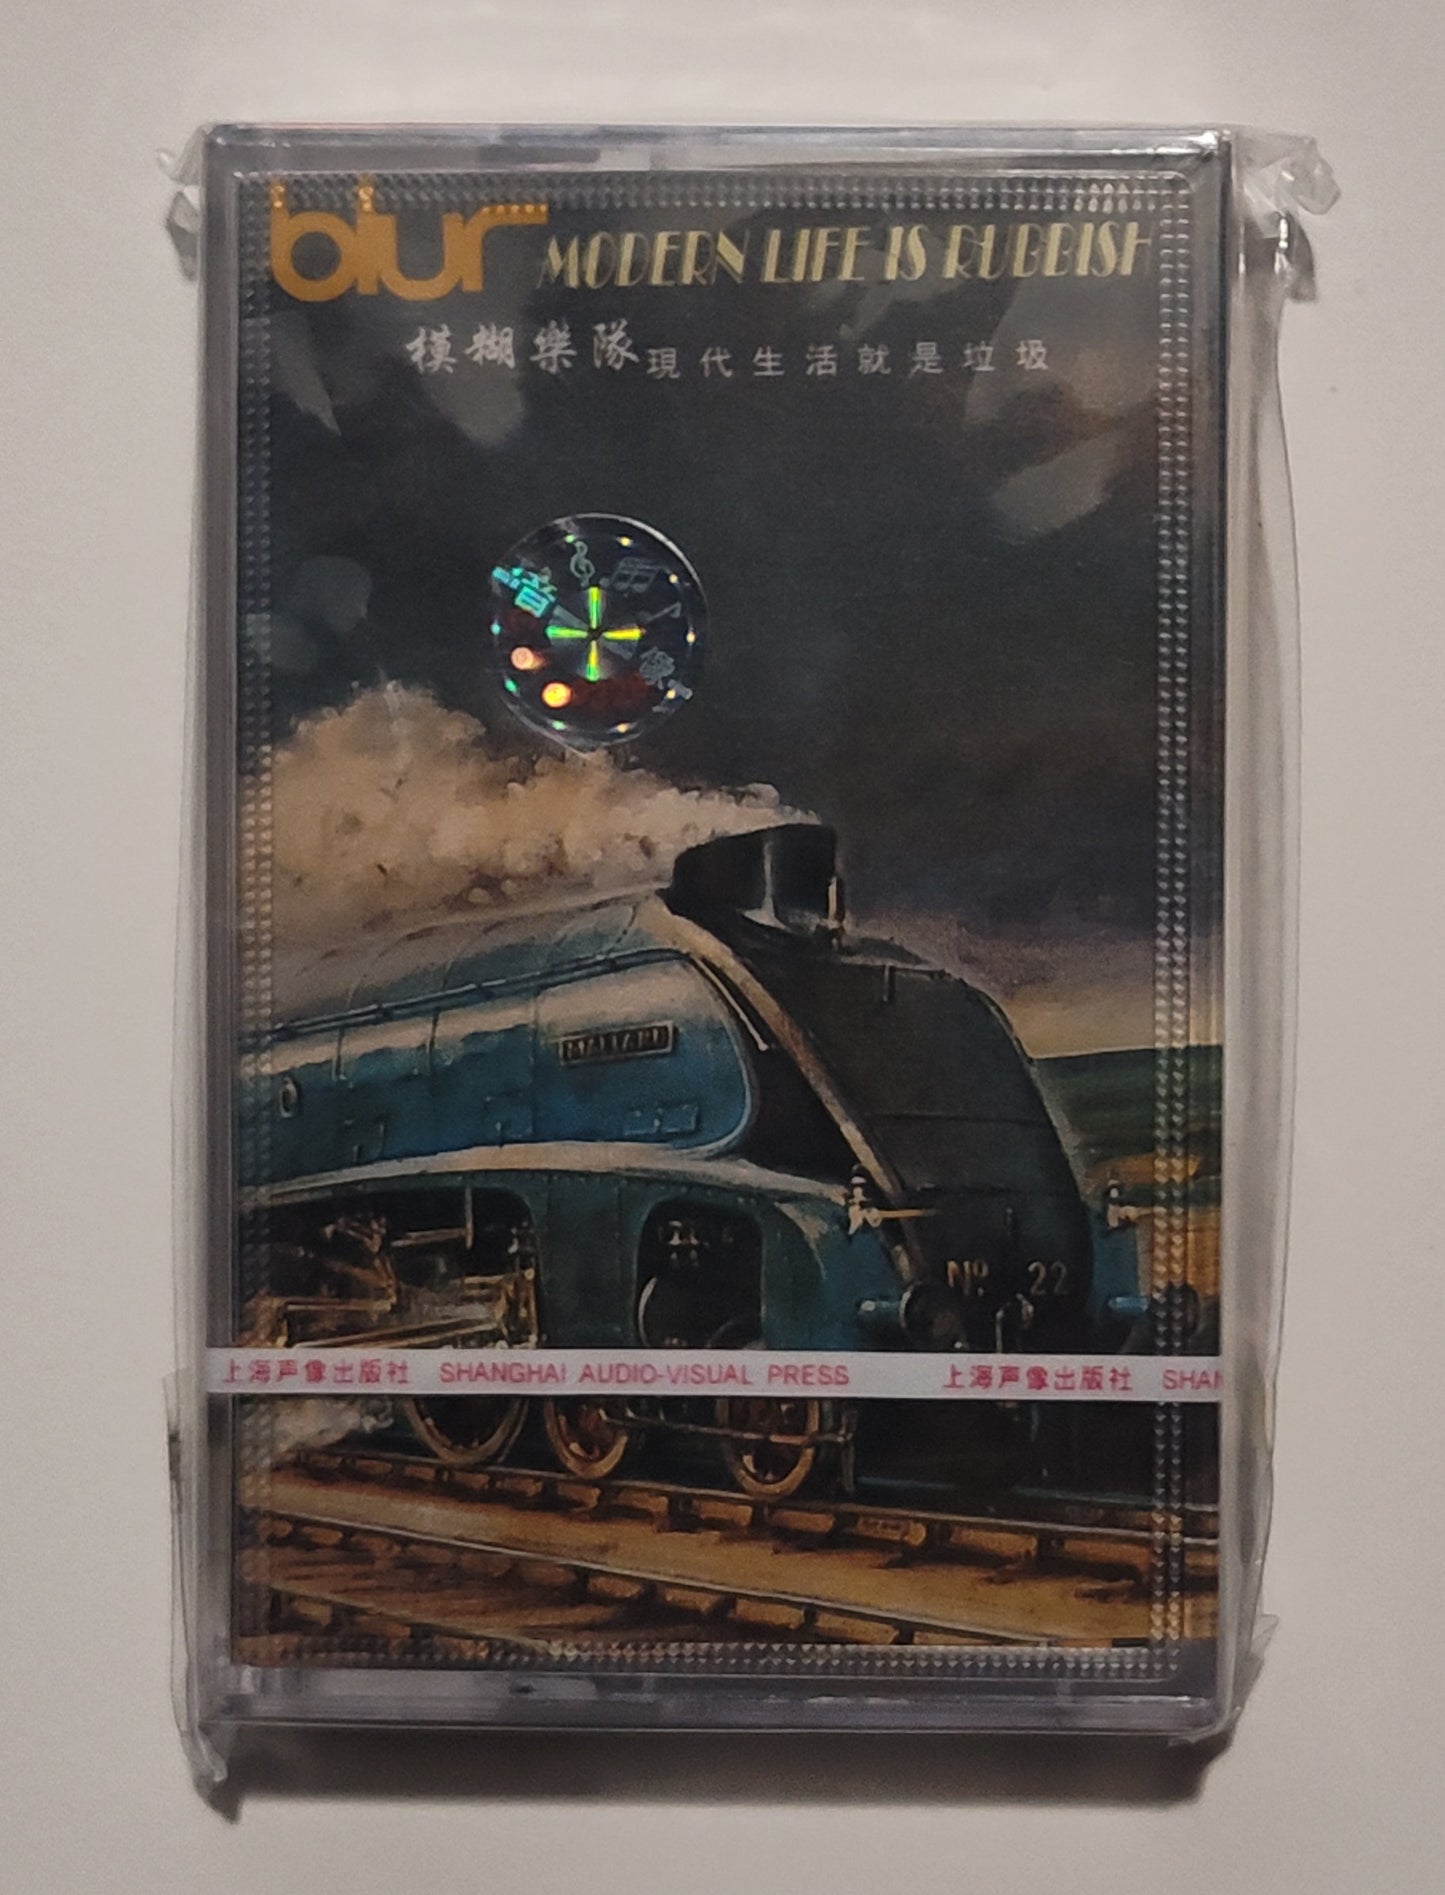 blur MODERN LIFE IS RUBBISH
模糊樂隊 現代生活就是垃圾
音
像
MALLARD
Nº 22
上海声像出版社 SHANGHAI AUDIO-VISUAL PRESS 上海声像出版社 SHAN